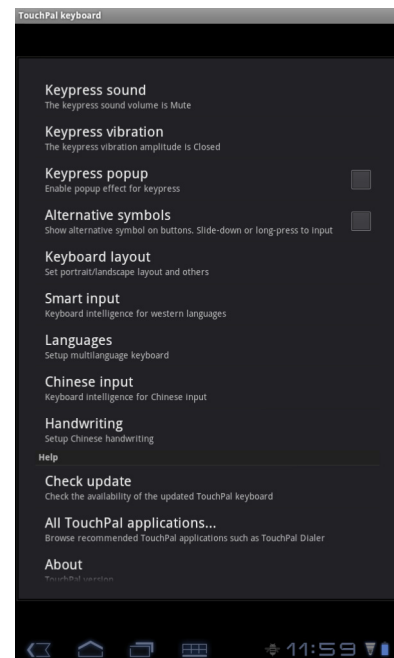 TouchPal keyboard
Keypress sound
The keypress sound volume is Mute
Keypress vibration
The keypress vibration amplitude is Closed
Keypress popup
Enable popup effect for keypress
Alternative symbols
Show alternative symbol on buttons. Slide-down or long-press to input
Keyboard layout
Set portrait/landscape layout and others
Smart input
Keyboard intelligence for western languages
Languages
Setup multilanguage keyboard
Chinese input
Keyboard intelligence for Chinese input
Handwriting
Setup Chinese handwriting
Help
Check update
Check the availability of the updated TouchPal keyboard
All TouchPal applications...
Browse recommended TouchPal applications such as TouchPal Dialer
About
TouchPal version
11:59